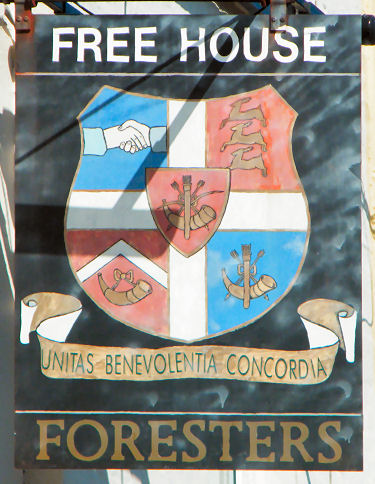 FREE HOUSE
UNITAS BENEVOLENTIA CONCORDIA
FORESTERS